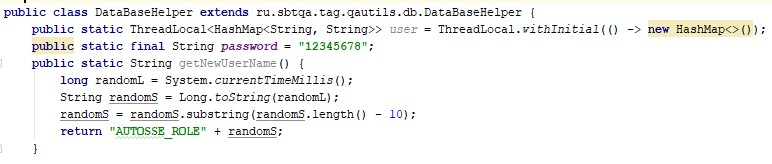 public class DataBaseHelper extends ru.sbtqa.tag.qautils.db.DataBaseHelper {
    public static ThreadLocal<HashMap<String, String>> user = ThreadLocal.withInitial(() -> new HashMap<>());
    public static final String password = "12345678";
    public static String getNewUserName() {
        long randomL = System.currentTimeMillis();
        String randomS = Long.toString(randomL);
        randomS = randomS.substring(randomS.length() - 10);
        return "AUTOSSE_ROLE" + randomS;
    }